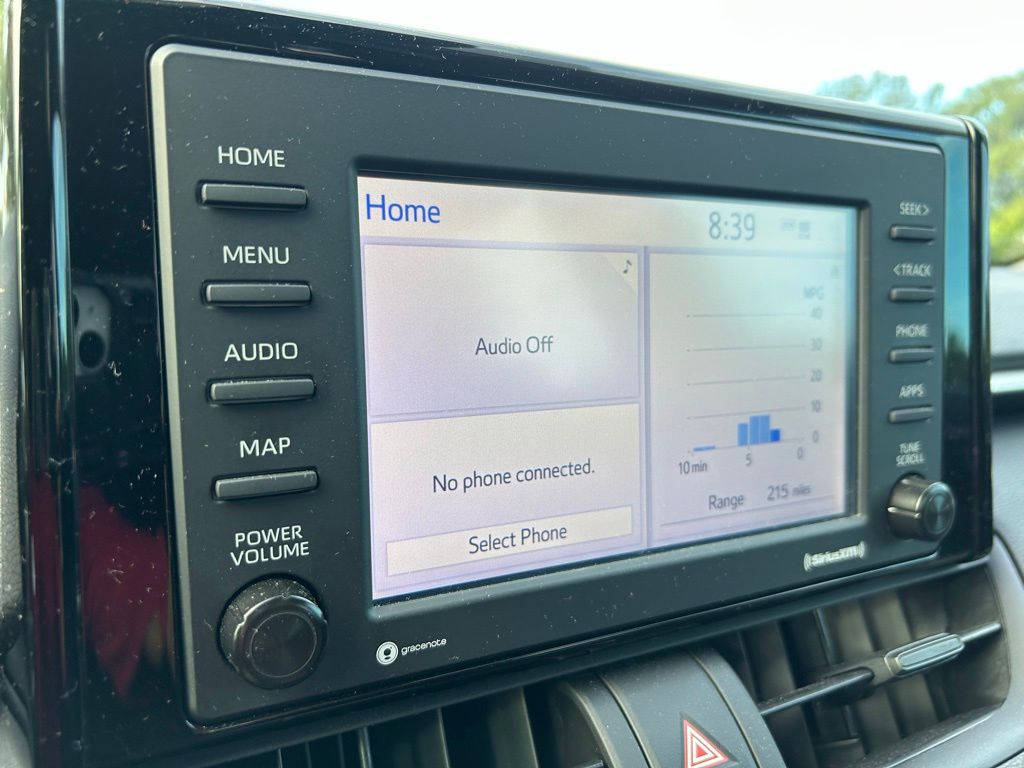 HOME
MENU
AUDIO
MAP
POWER
VOLUME
Home
8:39
Audio Off
No phone connected.
Select Phone
MPG
40
30
20
10
0
10 min
5
0
Range 215 miles
SEEK>
<TRACK
PHONE
APPS
TUNE
SCROLL
gracenote
SiriusXM